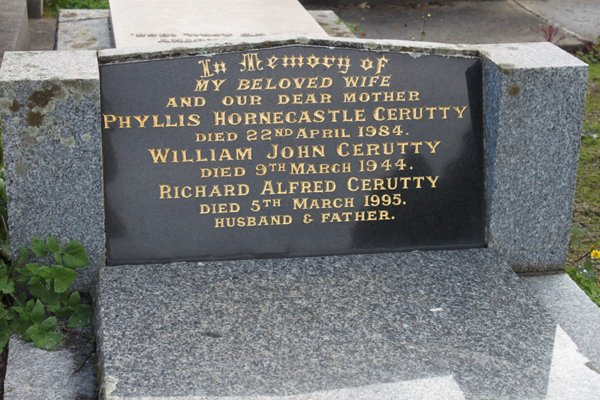 In Memory of
MY BELOVED WIFE
AND OUR DEAR MOTHER
PHYLLIS HORNECASTLE CERUTTY
DIED 22ND APRIL 1984.
WILLIAM JOHN CERUTTY
DIED 9TH MARCH 1944.
RICHARD ALFRED CERUTTY
DIED 5TH MARCH 1995.
HUSBAND & FATHER.